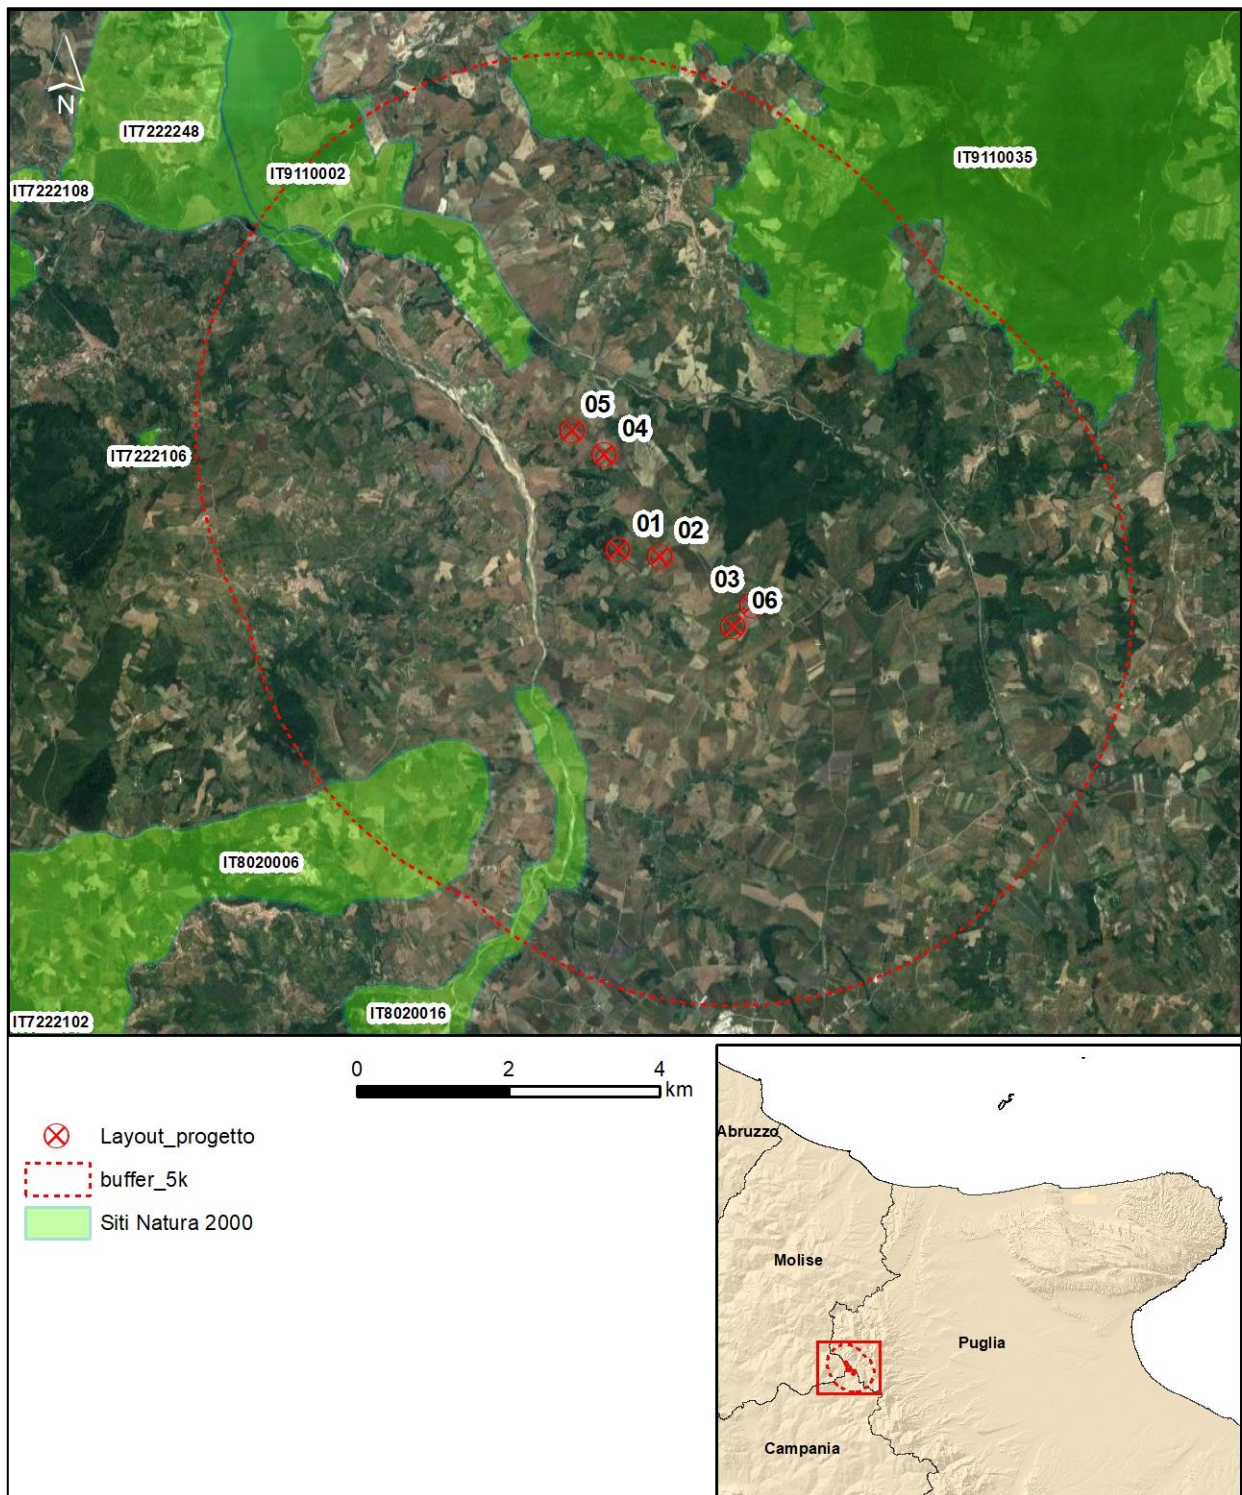 N
IT7222248
IT9110002
IT9110035
IT7222108
05
04
IT7222106
01
02
03
06
IT8020006
IT8020016
IT7222102
0 2 4
km
Layout_progetto
buffer_5k
Siti Natura 2000
Abruzzo
Molise
Puglia
Campania